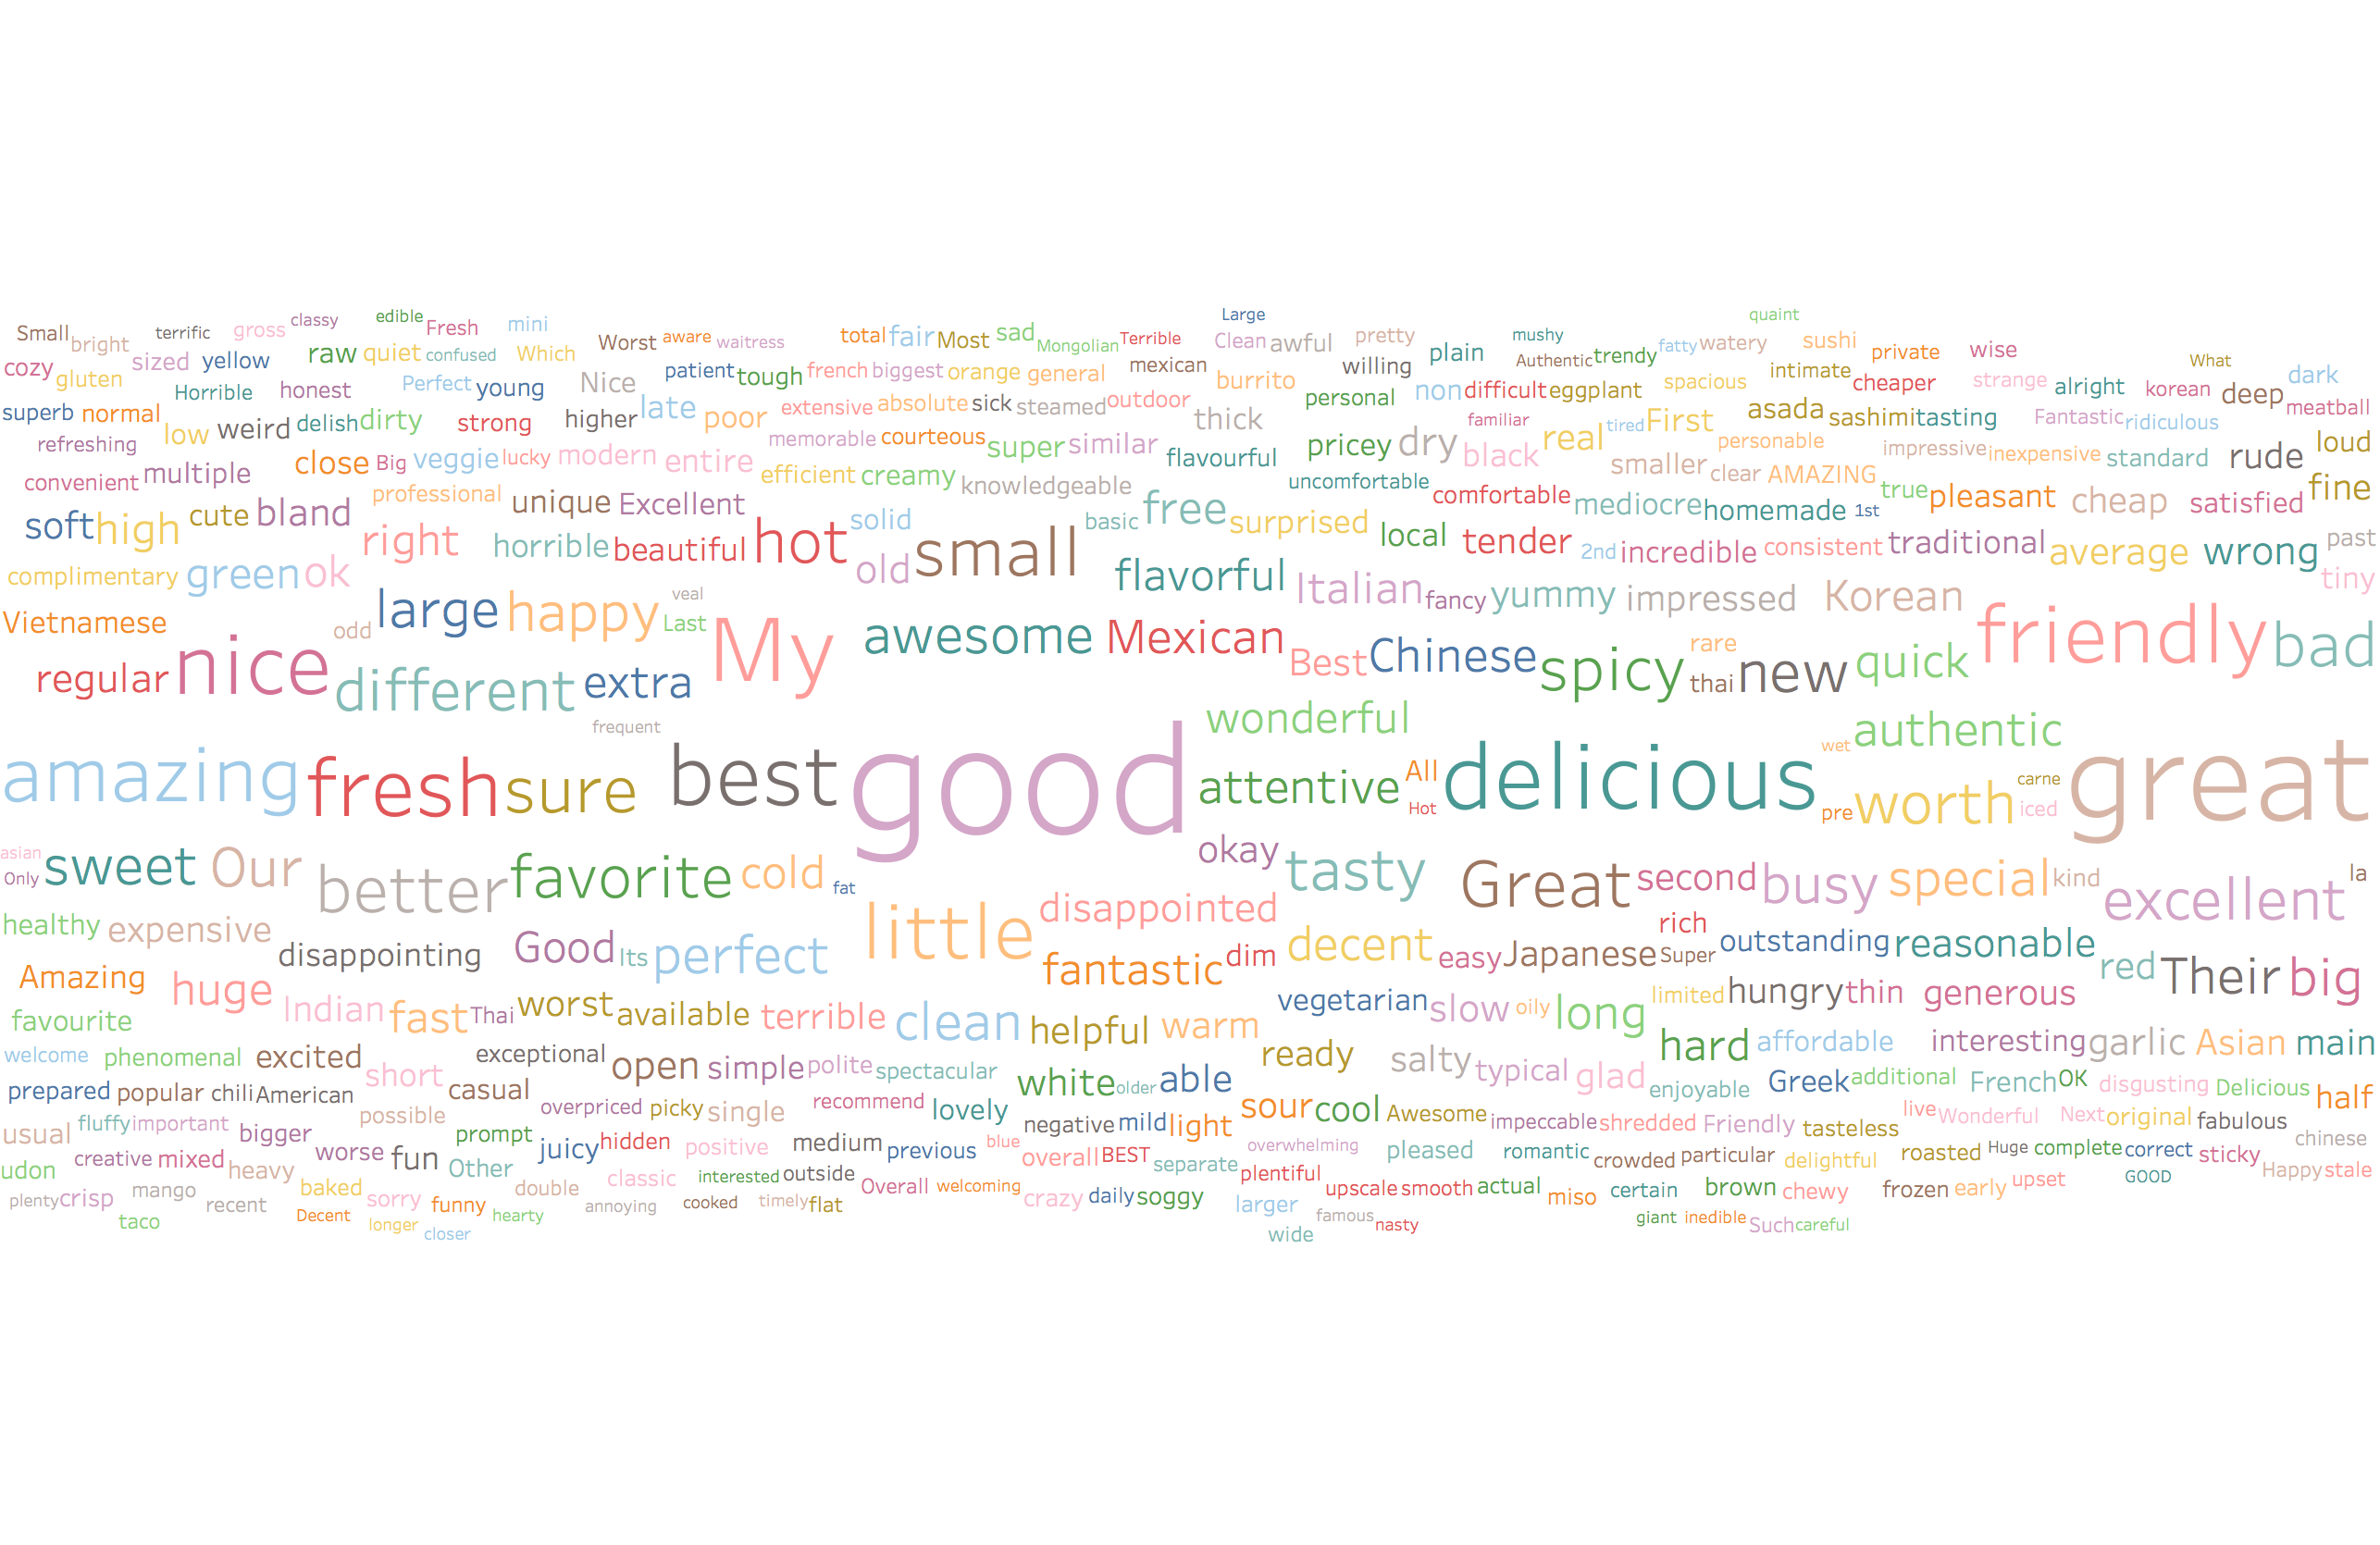 Large quaint
classy edible Fresh mini
Small bright terrific gross Worst aware waitress total fair Most sad Mongolian Terrible Clean awful pretty mushy fatty watery sushi
cozy gluten sized yellow raw quiet confused Which mexican willing plain Authentic trendy private wise What
Horrible honest Perfect young Nice patient tough french biggest orange general burrito non difficult eggplant spacious intimate cheaper strange alright korean deep dark
superb normal low weird delish dirty strong higher late poor extensive absolute sick steamed outdoor thick personal familiar real tired First asada sashimi tasting Fantastic ridiculous meatball
refreshing close Big veggie lucky modern entire memorable courteous super similar flavourful pricey dry black smaller personable impressive inexpensive standard rude loud
convenient multiple professional unique Excellent efficient creamy knowledgeable uncomfortable comfortable mediocre clear AMAZING true pleasant cheap satisfied fine
soft high cute bland right horrible beautiful hot solid small basic free surprised local tender 2nd homemade 1st incredible consistent traditional average wrong past
complimentary green ok old flavorful Italian fancy yummy impressed Korean tiny
Vietnamese odd large happy veal Last My awesome Mexican Best Chinese spicy rare thai new quick friendly bad
regular nice different extra
frequent wonderful authentic
amazing fresh sure best good attentive All Hot delicious wet pre worth carne iced great
asian Only sweet Our better favorite cold fat okay tasty Great second busy special kind excellent la
healthy expensive disappointing Good Its perfect little disappointed fantastic dim decent easy Japanese rich Super outstanding reasonable red Their big
Amazing huge Indian fast Thai worst available terrible clean helpful warm vegetarian slow oily long limited hungry thin generous
favourite
welcome phenomenal excited exceptional open simple polite spectacular ready salty typical glad hard affordable interesting garlic Asian main
prepared popular chili American short casual white older able enjoyable Greek additional French OK disgusting Delicious half
usual fluffy important bigger possible overpriced picky single recommend lovely negative mild light sour cool Awesome impeccable shredded Friendly tasteless live Wonderful Next original fabulous chinese
udon creative mixed heavy worse fun prompt Other juicy hidden positive medium previous blue overall BEST separate overwhelming plentiful pleased romantic crowded particular delightful roasted Huge complete correct sticky Happy stale
plenty crisp mango recent baked sorry funny double classic interested outside Overall welcoming crazy daily soggy larger upscale smooth actual miso certain brown chewy frozen early upset GOOD
taco Decent longer closer hearty annoying cooked timely flat wide famous nasty giant inedible Such careful